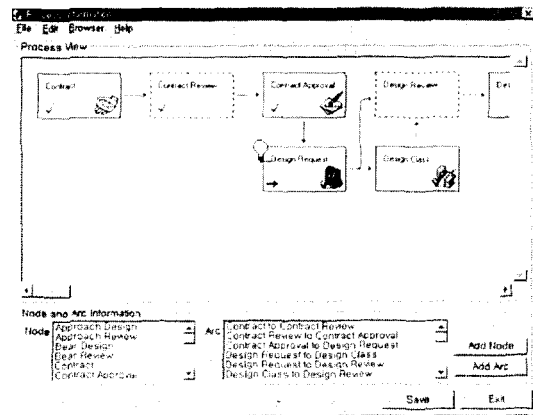 Process Information
File Edit Browser Help
Process View
Contract
Contract Review
Contract Approval
Design Review
Des
Design Request
Design Class
Node and Arc Information
Node
Approach Design
Approach Review
Bear Design
Bear Review
Contract
Contract Approval
Arc
Contract to Contract Review
Contract Review to Contract Approval
Contract Approval to Design Request
Design Request to Design Class
Design Request to Design Review
Design Class to Design Review
Add Node
Add Arc
Save
Exit